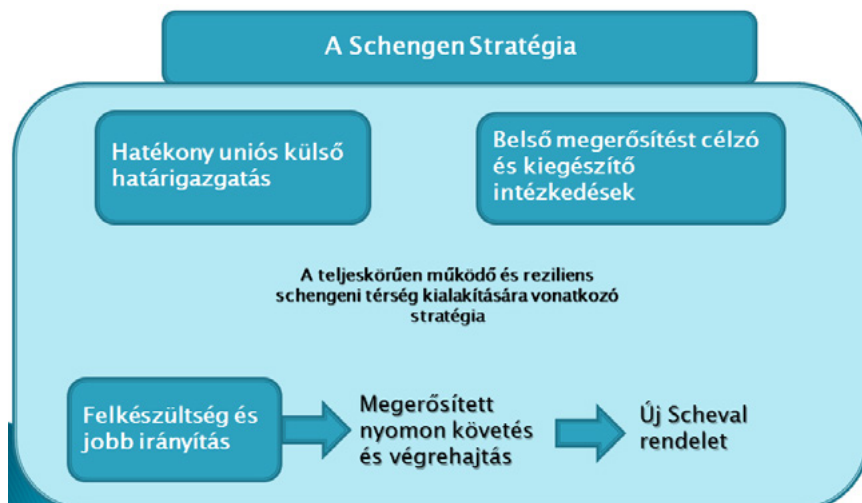 A Schengen Stratégia
Hatékony uniós külső
határigazgatás
Belső megerősítést célzó
és kiegészítő
intézkedések
A teljeskörűen működő és reziliens
schengeni térség kialakítására vonatkozó
stratégia
Felkészültség és
jobb irányítás
Megerősített
nyomon követés
és végrehajtás
Új Scheval
rendelet